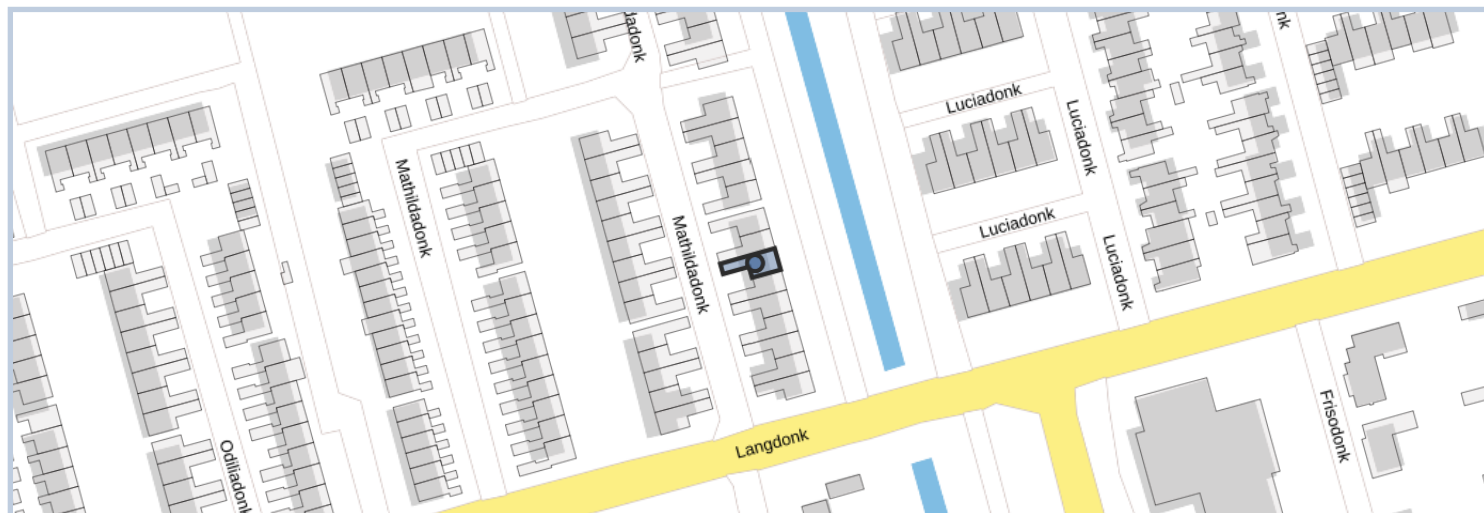 Luciadonk
Luciadonk
Mathildadonk
Mathildadonk
Luciadonk
Luciadonk
Langdonk
Odiliadonk
Frisodonk